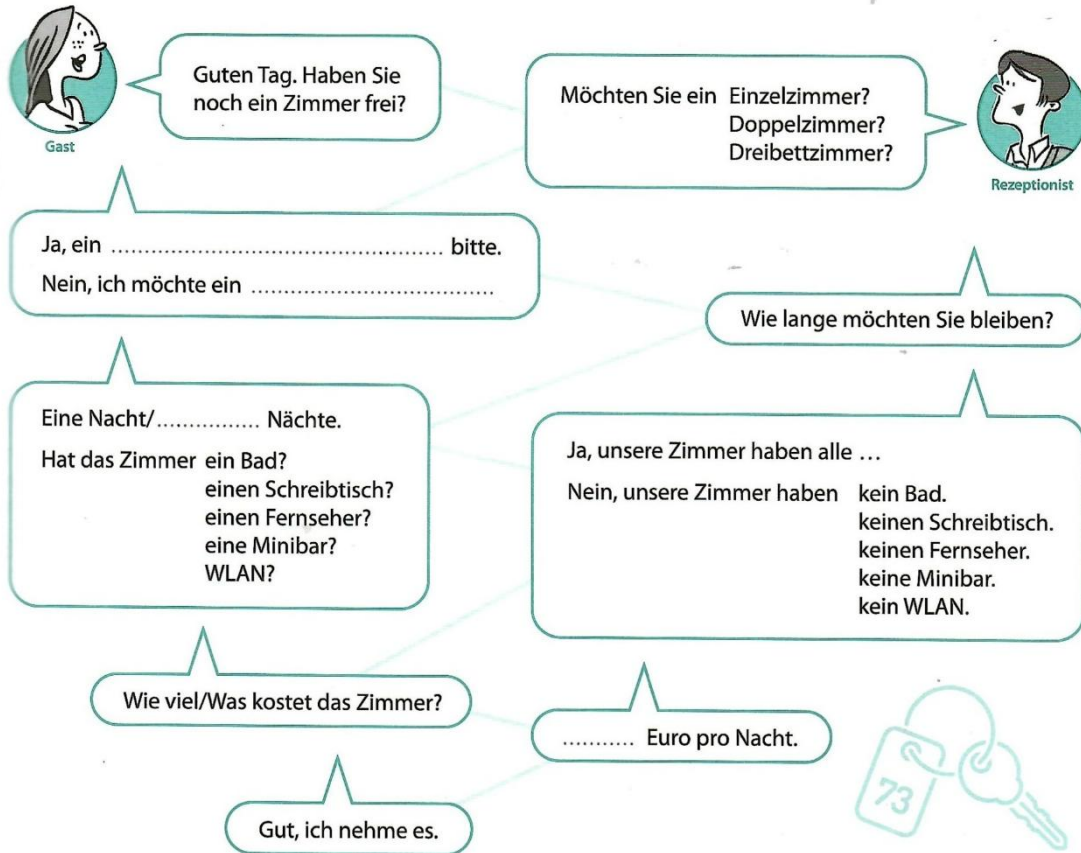 Guten Tag. Haben Sie
noch ein Zimmer frei?
Gast
Möchten Sie ein Einzelzimmer?
Doppelzimmer?
Dreibettzimmer?
Rezeptionist
Ja, ein .................................................. bitte.
Nein, ich möchte ein ....................................
Wie lange möchten Sie bleiben?
Eine Nacht/................ Nächte.
Hat das Zimmer ein Bad?
einen Schreibtisch?
einen Fernseher?
eine Minibar?
WLAN?
Ja, unsere Zimmer haben alle ...
Nein, unsere Zimmer haben kein Bad.
keinen Schreibtisch.
keinen Fernseher.
keine Minibar.
kein WLAN.
Wie viel/Was kostet das Zimmer?
........... Euro pro Nacht.
Gut, ich nehme es.
73